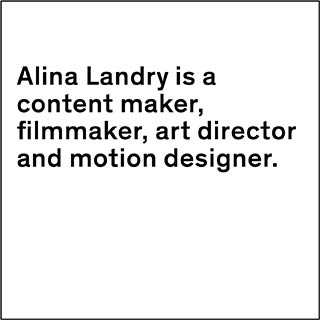 Alina Landry is a
content maker,
filmmaker, art director
and motion designer.